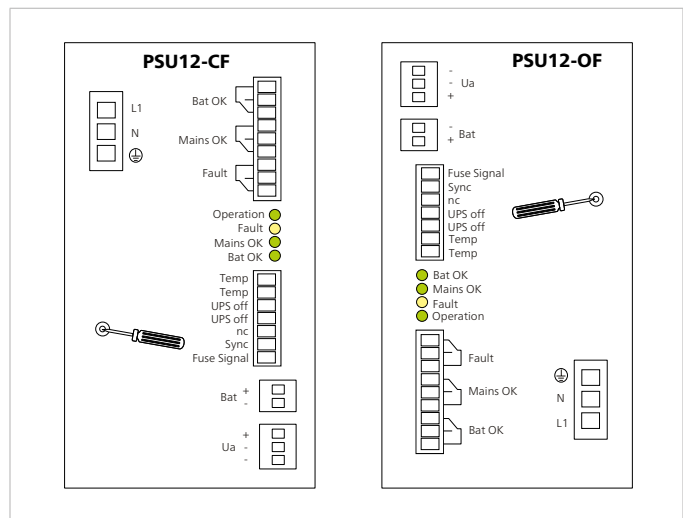 PSU12-CF
L1
N
Bat OK
Mains OK
Fault
Operation
Fault
Mains OK
Bat OK
Temp
Temp
UPS off
UPS off
nc
Sync
Fuse Signal
Bat +
-
+
Ua -
-
PSU12-OF
-
- Ua
+
-
+ Bat
Fuse Signal
Sync
nc
UPS off
UPS off
Temp
Temp
Bat OK
Mains OK
Fault
Operation
Fault
Mains OK
Bat OK
N
L1